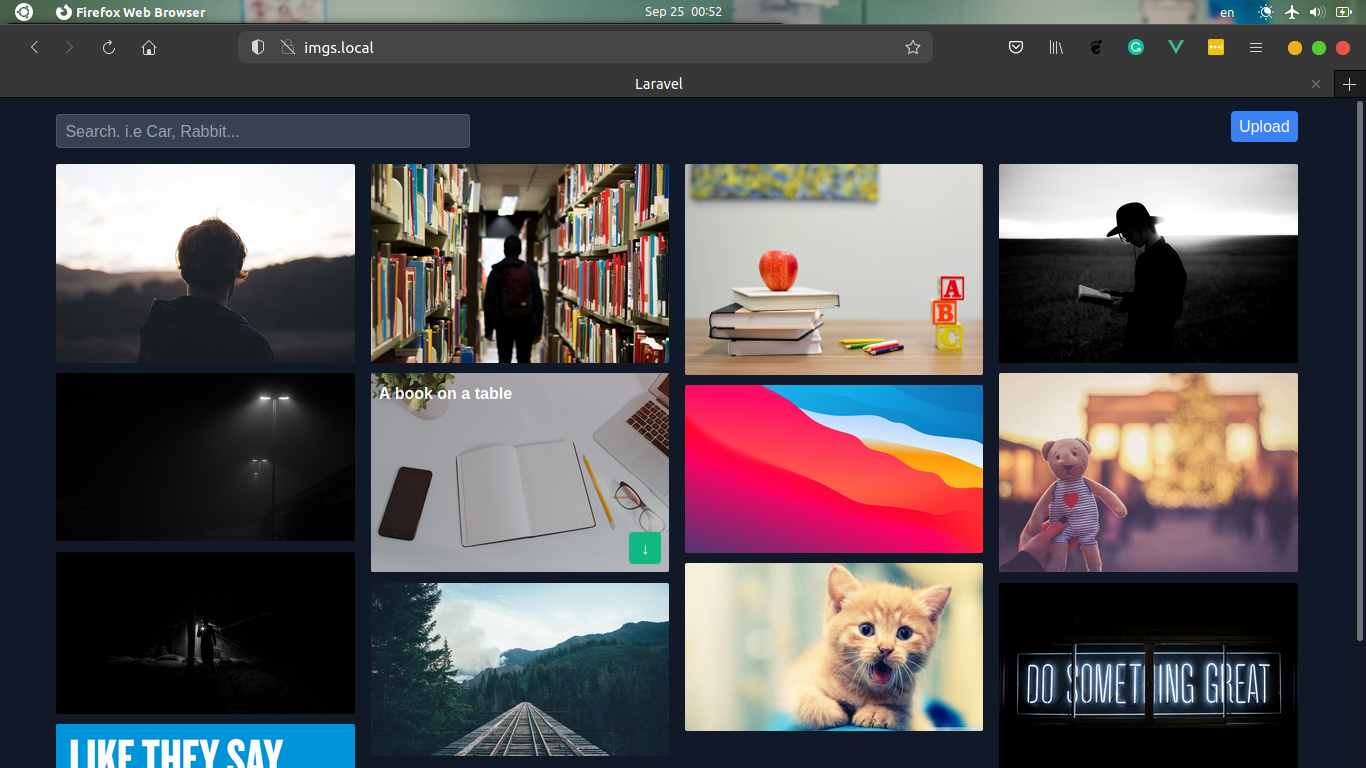 Firefox Web Browser
Sep 25 00:52
en
imgs.local
Laravel
Search. i.e Car, Rabbit...
Upload
A
B
C
A book on a table
↓
DO SOMETHING GREAT
LIKE THEY SAY